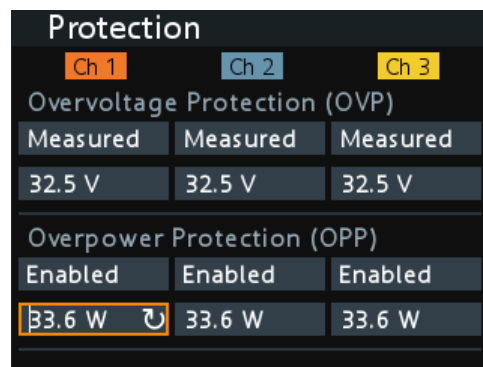 Protection
Ch 1 Ch 2 Ch 3
Overvoltage Protection (OVP)
Measured Measured Measured
32.5 V 32.5 V 32.5 V
Overpower Protection (OPP)
Enabled Enabled Enabled
33.6 W ↻ 33.6 W 33.6 W